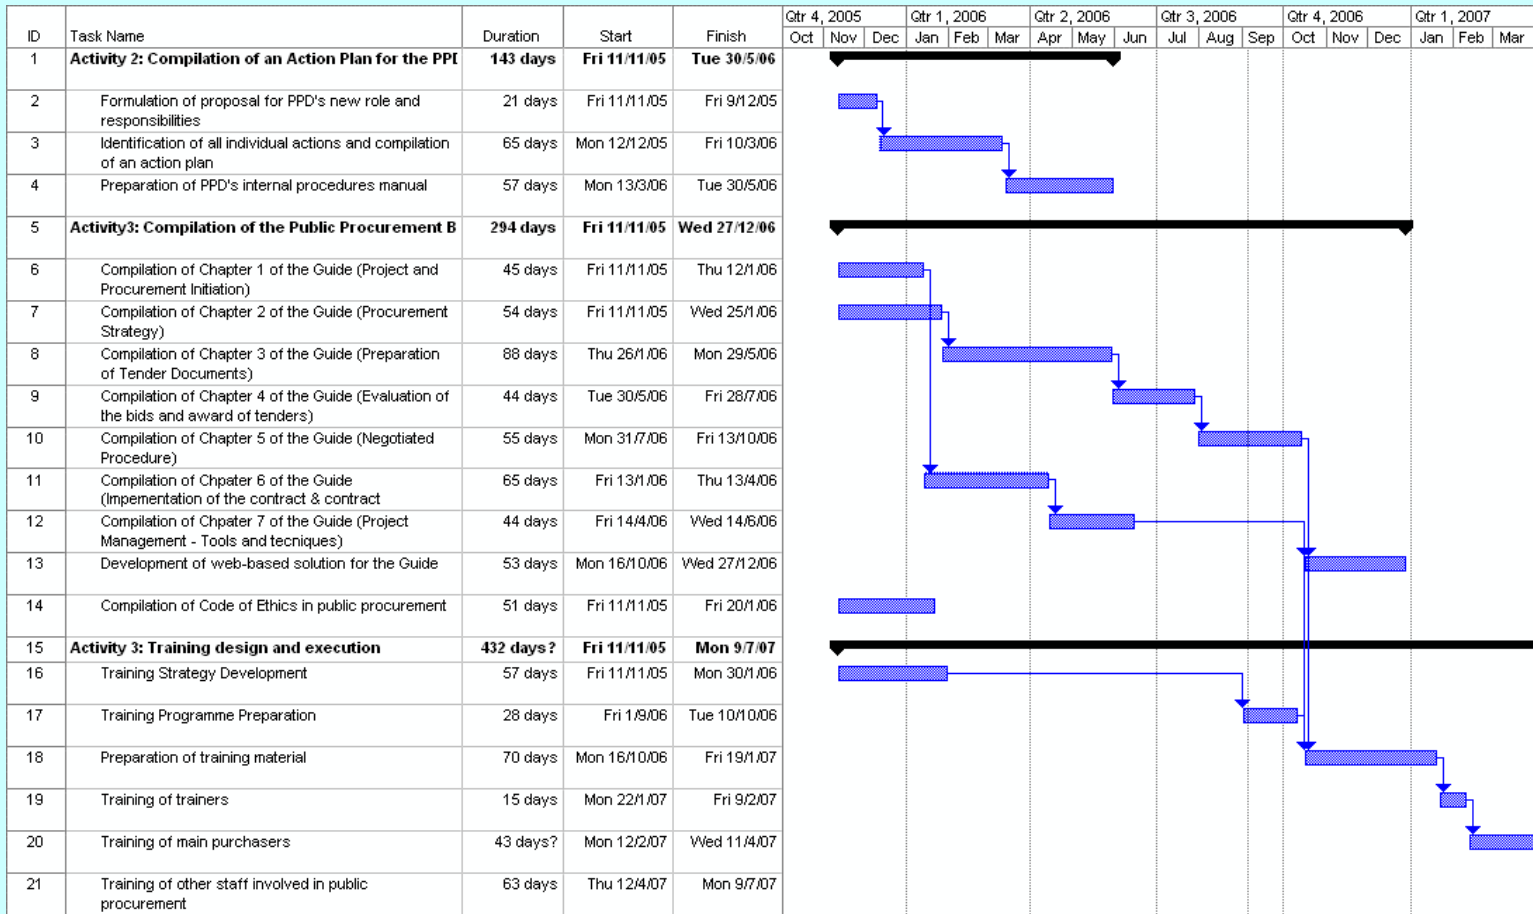 Qtr 4, 2005 Qtr 1, 2006 Qtr 2, 2006 Qtr 3, 2006 Qtr 4, 2006 Qtr 1, 2007
ID Task Name Duration Start Finish Oct Nov Dec Jan Feb Mar Apr May Jun Jul Aug Sep Oct Nov Dec Jan Feb Mar
1 Activity 2: Compilation of an Action Plan for the PPD 143 days Fri 11/11/05 Tue 30/5/06
2 Formulation of proposal for PPD's new role and 21 days Fri 11/11/05 Fri 9/12/05
responsibilities
3 Identification of all individual actions and compilation 65 days Mon 12/12/05 Fri 10/3/06
of an action plan
4 Preparation of PPD's internal procedures manual 57 days Mon 13/3/06 Tue 30/5/06
5 Activity3: Compilation of the Public Procurement B 294 days Fri 11/11/05 Wed 27/12/06
6 Compilation of Chapter 1 of the Guide (Project and 45 days Fri 11/11/05 Thu 12/1/06
Procurement Initiation)
7 Compilation of Chapter 2 of the Guide (Procurement 54 days Fri 11/11/05 Wed 25/1/06
Strategy)
8 Compilation of Chapter 3 of the Guide (Preparation 88 days Thu 26/1/06 Mon 29/5/06
of Tender Documents)
9 Compilation of Chapter 4 of the Guide (Evaluation of 44 days Tue 30/5/06 Fri 28/7/06
the bids and award of tenders)
10 Compilation of Chapter 5 of the Guide (Negotiated 55 days Mon 31/7/06 Fri 13/10/06
Procedure)
11 Compilation of Chpater 6 of the Guide 65 days Fri 13/1/06 Thu 13/4/06
(Impementation of the contract & contract
12 Compilation of Chpater 7 of the Guide (Project 44 days Fri 14/4/06 Wed 14/6/06
Management - Tools and tecniques)
13 Development of web-based solution for the Guide 53 days Mon 16/10/06 Wed 27/12/06
14 Compilation of Code of Ethics in public procurement 51 days Fri 11/11/05 Fri 20/1/06
15 Activity 3: Training design and execution 432 days? Fri 11/11/05 Mon 9/7/07
16 Training Strategy Development 57 days Fri 11/11/05 Mon 30/1/06
17 Training Programme Preparation 28 days Fri 1/9/06 Tue 10/10/06
18 Preparation of training material 70 days Mon 16/10/06 Fri 19/1/07
19 Training of trainers 15 days Mon 22/1/07 Fri 9/2/07
20 Training of main purchasers 43 days? Mon 12/2/07 Wed 11/4/07
21 Training of other staff involved in public 63 days Thu 12/4/07 Mon 9/7/07
procurement